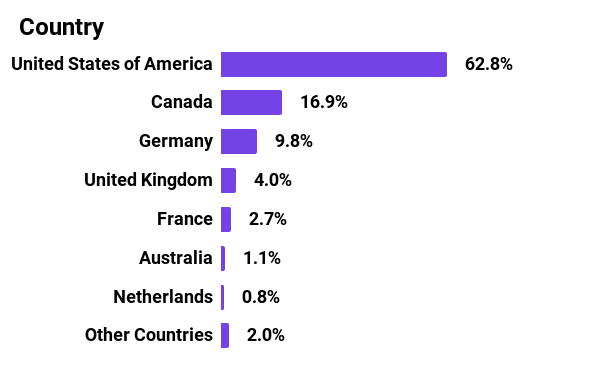 Country
United States of America 62.8%
Canada 16.9%
Germany 9.8%
United Kingdom 4.0%
France 2.7%
Australia 1.1%
Netherlands 0.8%
Other Countries 2.0%